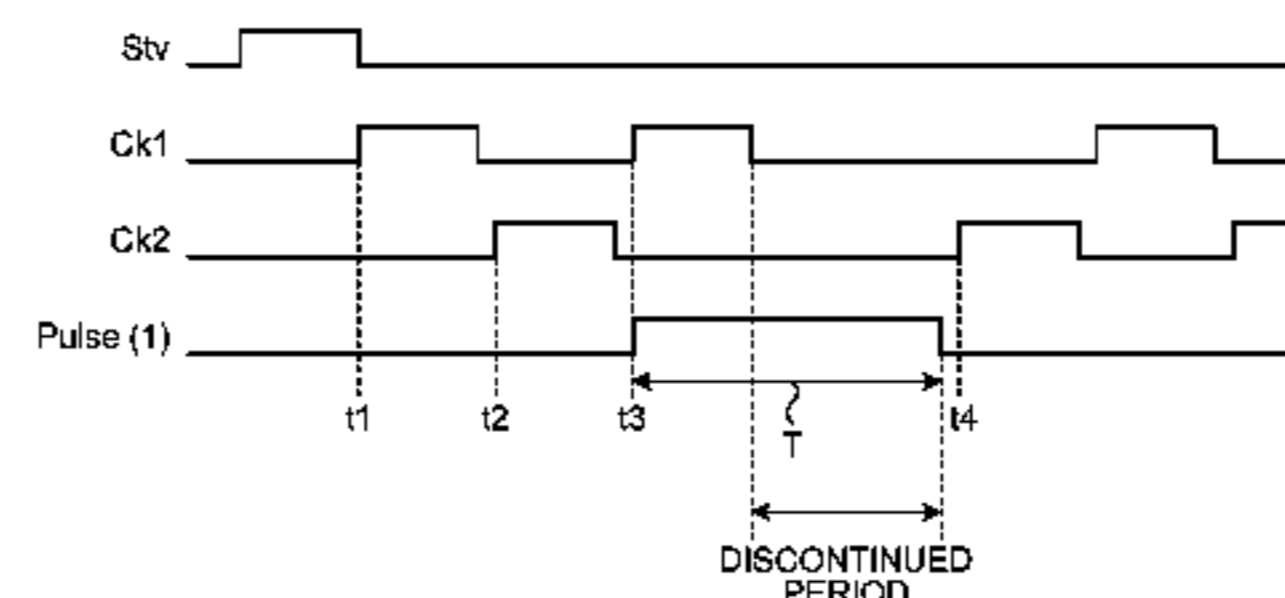 Stv
Ck1
Ck2
Pulse (1)
t1 t2 t3 t4
T
DISCONTINUED
PERIOD